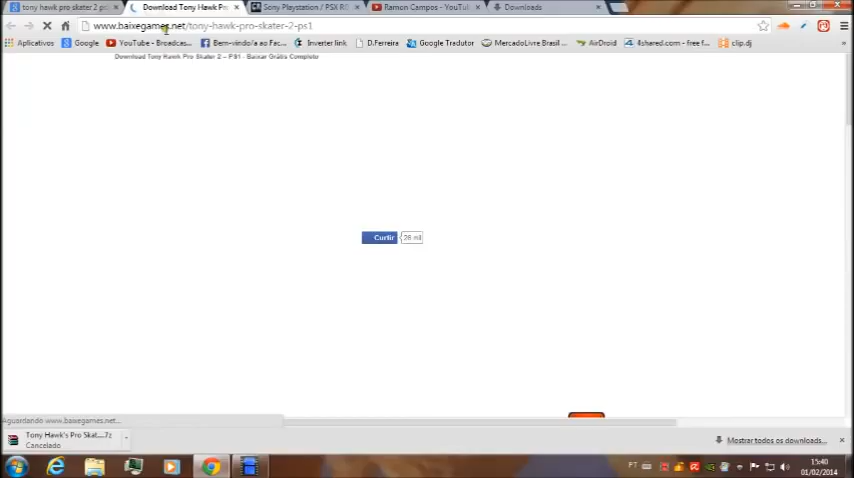 tony hawk pro skater 2 ps
Download Tony Hawk Pr
Sony Playstation / PSX R
Ramon Campos - YouTu
Downloads
www.baixegames.net/tony-hawk-pro-skater-2-ps1
Aplicativos
Google
YouTube - Broadcas...
Bem-vindo/a ao Fac...
Inverter link
D.Ferreira
Google Tradutor
MercadoLivre Brasil ...
AirDroid
4shared.com - free f...
clip.dj
»
Download Tony Hawk Pro Skater 2 – PS1 - Baixar Grátis Completo
Curtir
26 mil
Aguardando www.baixegames.net...
Tony Hawk's Pro Skat....7z
Cancelado
Mostrar todos os downloads...
PT
15:40
01/02/2014